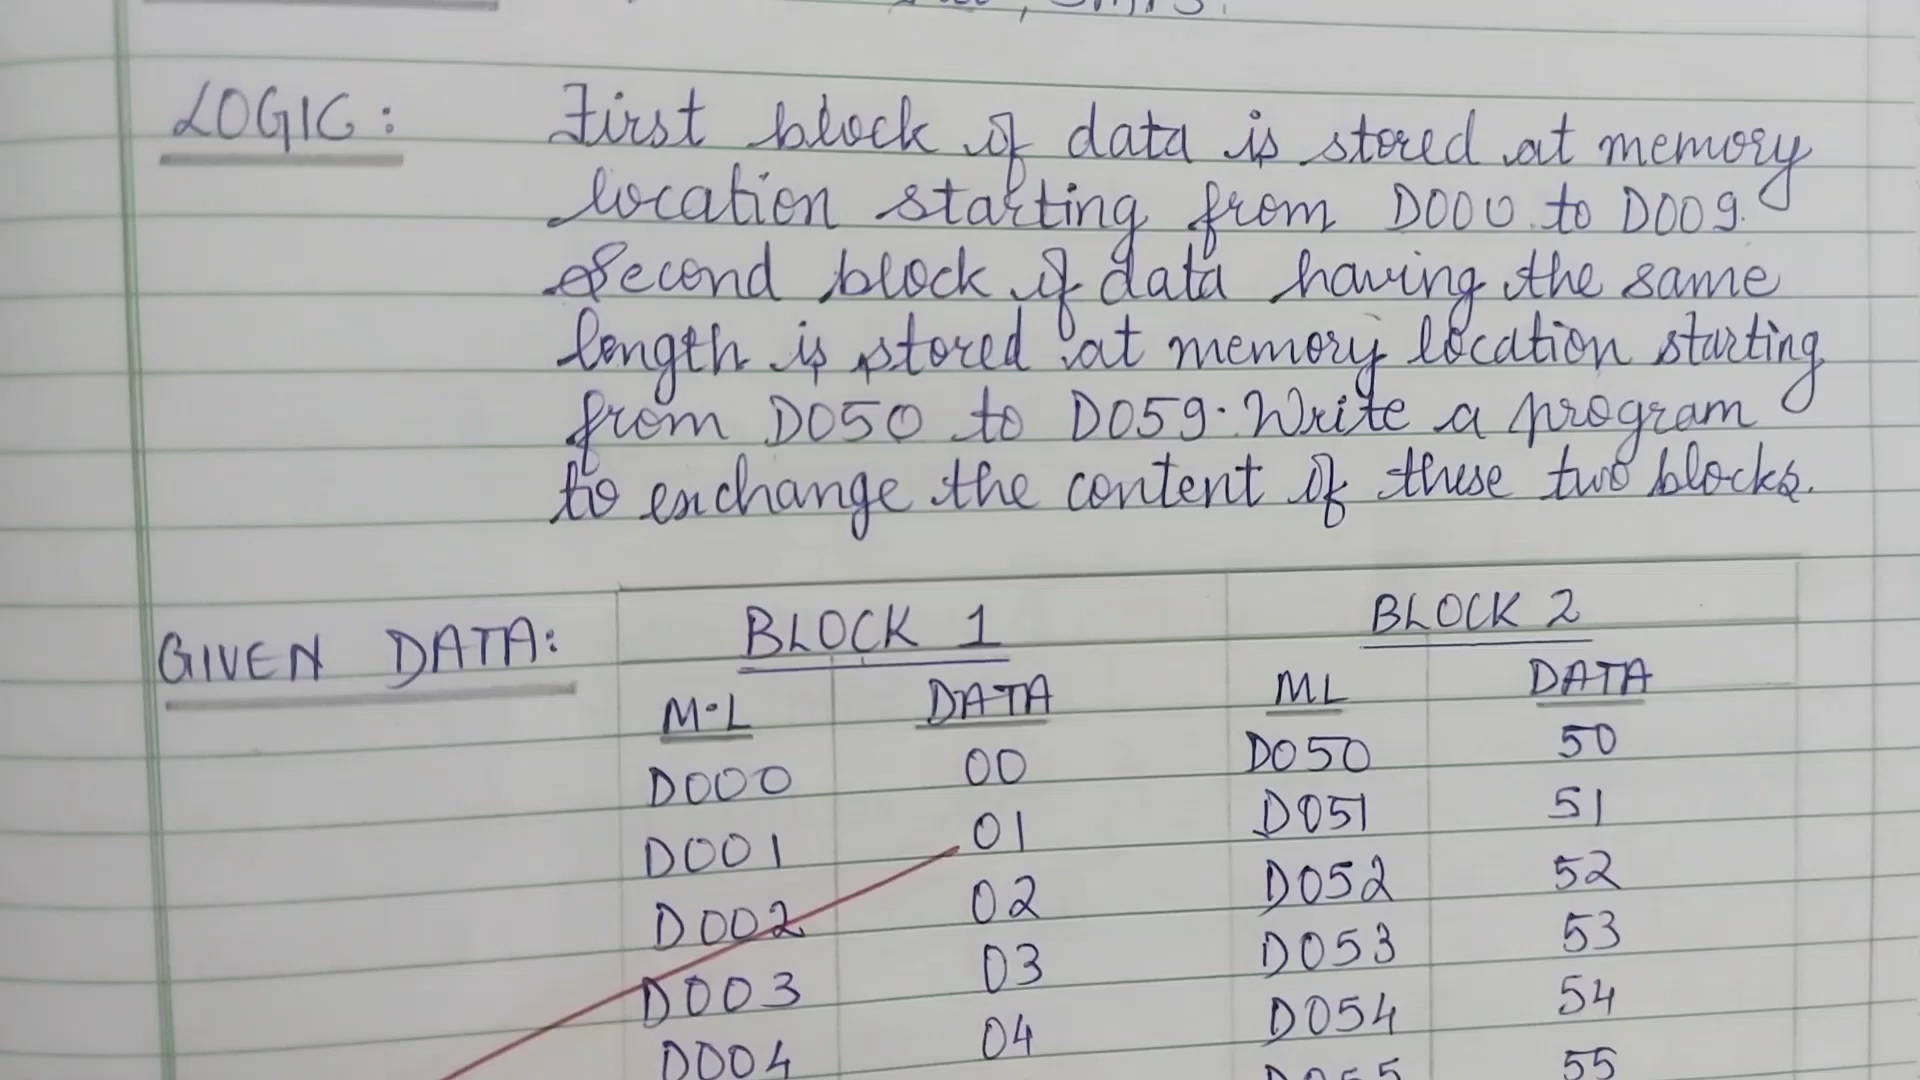 LOGIC: First block of data is stored at memory
location starting from D000 to D009.
Second block of data having the same
length is stored at memory location starting
from D050 to D059. Write a program
to exchange the content of these two blocks.
GIVEN DATA: BLOCK 1 BLOCK 2
M.L DATA ML DATA
D000 00 D050 50
D001 01 D051 51
D002 02 D052 52
D003 03 D053 53
D004 04 D054 54
D055 55